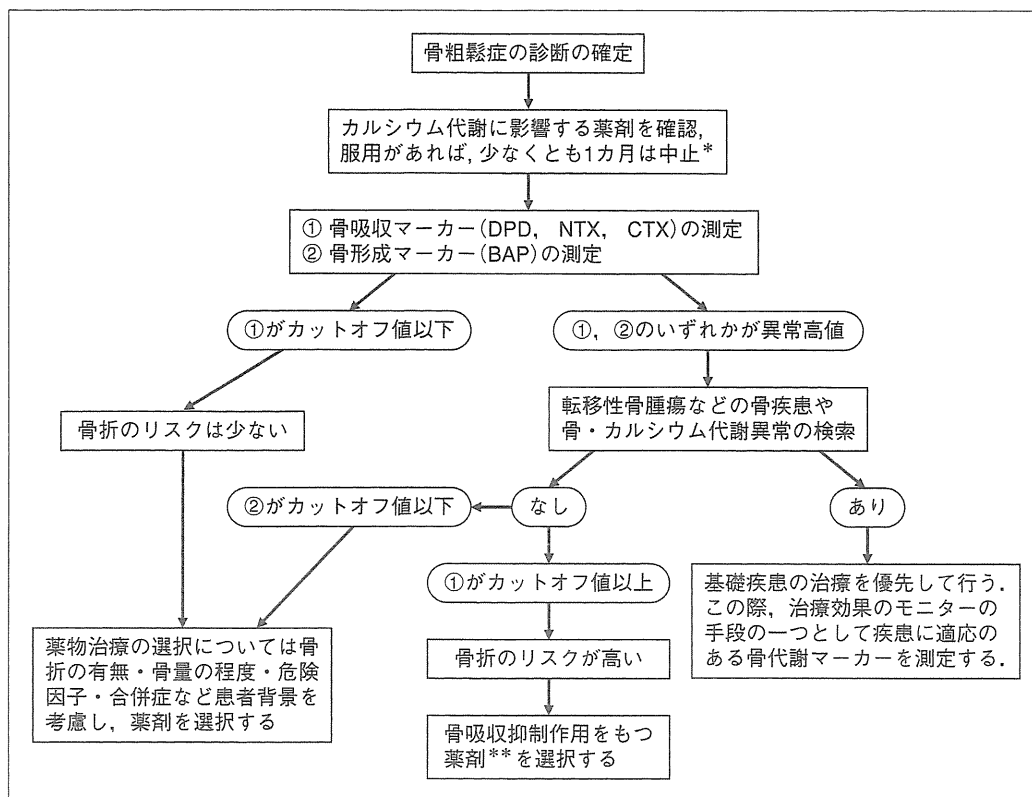 骨粗鬆症の診断の確定
カルシウム代謝に影響する薬剤を確認,
服用があれば, 少なくとも1カ月は中止*
① 骨吸収マーカー(DPD, NTX, CTX)の測定
② 骨形成マーカー(BAP)の測定
①がカットオフ値以下
①, ②のいずれかが異常高値
骨折のリスクは少ない
転移性骨腫瘍などの骨疾患や
骨・カルシウム代謝異常の検索
②がカットオフ値以下
なし
あり
①がカットオフ値以上
基礎疾患の治療を優先して行う.
この際, 治療効果のモニターの
手段の一つとして疾患に適応の
ある骨代謝マーカーを測定する.
薬物治療の選択については骨
折の有無・骨量の程度・危険
因子・合併症など患者背景を
考慮し, 薬剤を選択する
骨折のリスクが高い
骨吸収抑制作用をもつ
薬剤**を選択する